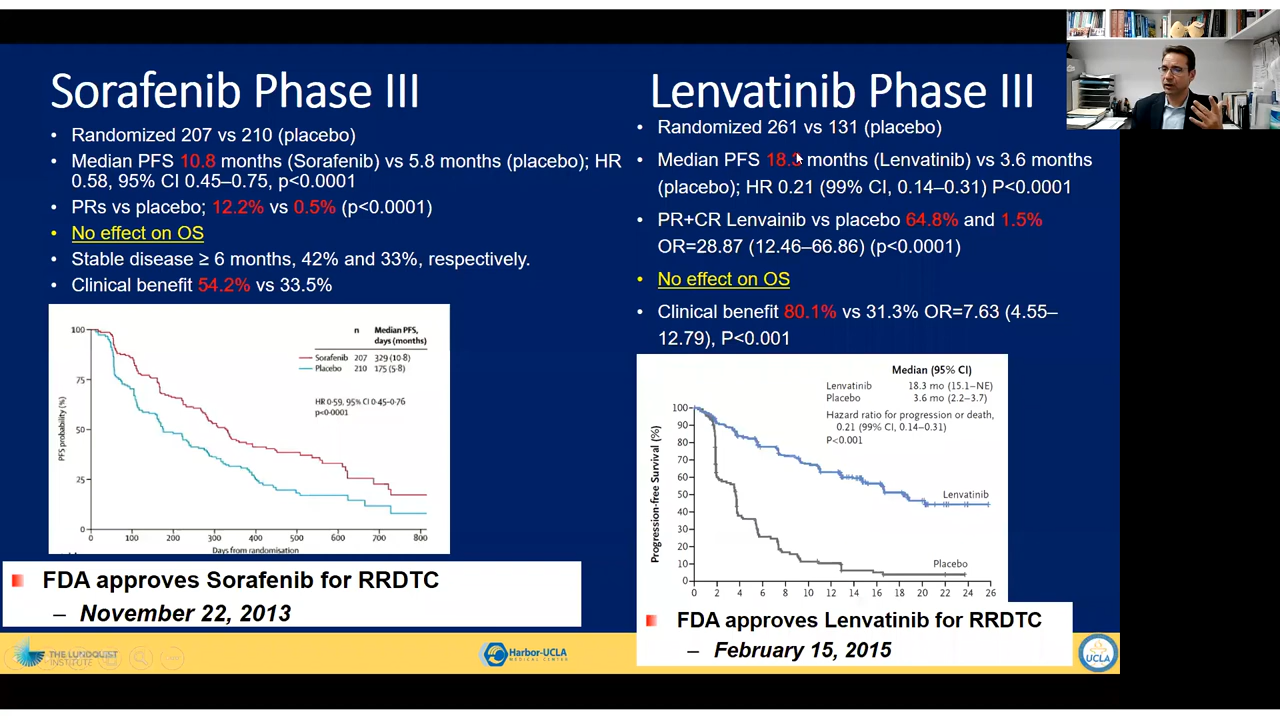 Sorafenib Phase III
• Randomized 207 vs 210 (placebo)
• Median PFS 10.8 months (Sorafenib) vs 5.8 months (placebo); HR
0.58, 95% CI 0.45–0.75, p<0.0001
• PRs vs placebo; 12.2% vs 0.5% (p<0.0001)
• No effect on OS
• Stable disease ≥ 6 months, 42% and 33%, respectively.
• Clinical benefit 54.2% vs 33.5%
n Median PFS,
days (months)
Sorafenib 207 329 (10·8)
Placebo 210 175 (5·8)
HR 0·59, 95% CI 0·45–0·76
p<0·0001
PFS probability (%)
100
75
50
25
0
0 100 200 300 400 500 600 700 800
Days from randomisation
FDA approves Sorafenib for RRDTC
– November 22, 2013
Lenvatinib Phase III
• Randomized 261 vs 131 (placebo)
• Median PFS 18.3 months (Lenvatinib) vs 3.6 months
(placebo); HR 0.21 (99% CI, 0.14–0.31) P<0.0001
• PR+CR Lenvainib vs placebo 64.8% and 1.5%
OR=28.87 (12.46–66.86) (p<0.0001)
• No effect on OS
• Clinical benefit 80.1% vs 31.3% OR=7.63 (4.55–
12.79), P<0.001
Median (95% CI)
Lenvatinib 18.3 mo (15.1–NE)
Placebo 3.6 mo (2.2–3.7)
Hazard ratio for progression or death,
0.21 (99% CI, 0.14–0.31)
P<0.001
Progression-free Survival (%)
100
90
80
70
60
50
40
30
20
10
0
Lenvatinib
Placebo
0 2 4 6 8 10 12 14 16 18 20 22 24 26
FDA approves Lenvatinib for RRDTC
– February 15, 2015
THE LUNDQUIST
INSTITUTE
Harbor-UCLA
MEDICAL CENTER
UCLA